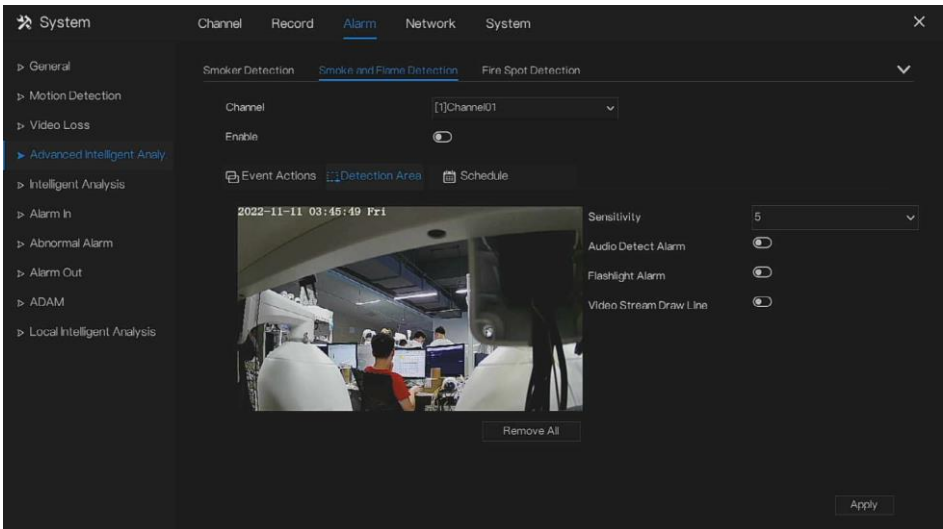 System
Channel Record Alarm Network System
General
Motion Detection
Video Loss
Advanced Intelligent Analy
Intelligent Analysis
Alarm In
Abnormal Alarm
Alarm Out
ADAM
Local Intelligent Analysis
Smoker Detection Smoke and Flame Detection Fire Spot Detection
Channel [1]Channel01
Enable
Event Actions Detection Area Schedule
2022-11-11 03:45:49 Fri
Sensitivity 5
Audio Detect Alarm
Flashlight Alarm
Video Stream Draw Line
Remove All
Apply